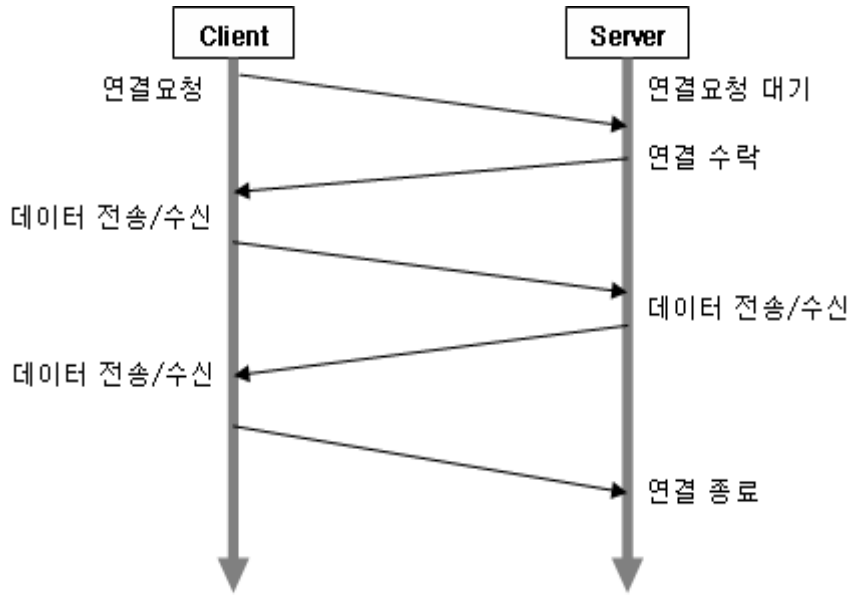 Client
Server
연결요청
연결요청 대기
연결 수락
데이터 전송/수신
데이터 전송/수신
데이터 전송/수신
연결 종료